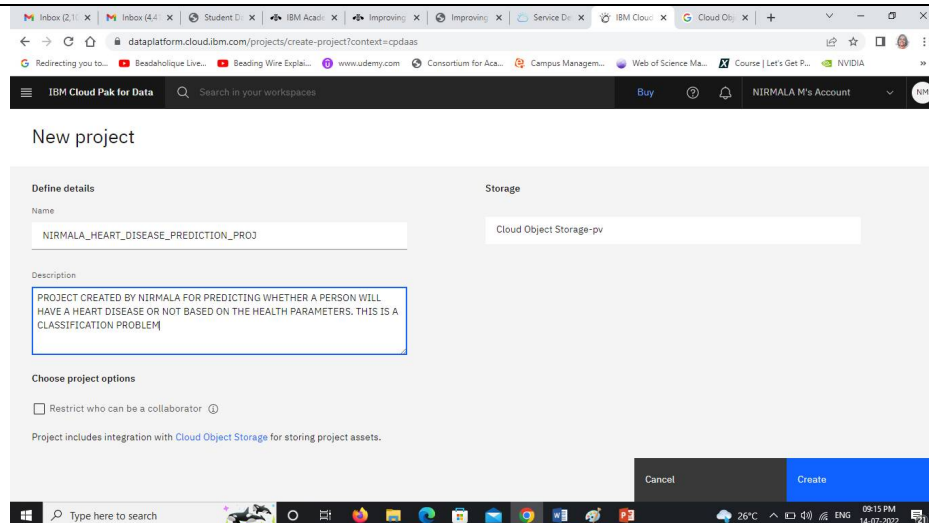 Inbox (2,1
Inbox (4,4
Student D
IBM Acade
Improving
Improving
Service De
IBM Cloud
Cloud Obj
dataplatform.cloud.ibm.com/projects/create-project?context=cpdaas
Redirecting you to...
Beadaholique Live...
Beading Wire Explai...
www.udemy.com
Consortium for Aca...
Campus Managem...
Web of Science Ma...
Course | Let's Get P...
NVIDIA
IBM Cloud Pak for Data
Search in your workspaces
Buy
NIRMALA M's Account
NM
New project
Define details
Name
NIRMALA_HEART_DISEASE_PREDICTION_PROJ
Description
PROJECT CREATED BY NIRMALA FOR PREDICTING WHETHER A PERSON WILL
HAVE A HEART DISEASE OR NOT BASED ON THE HEALTH PARAMETERS. THIS IS A
CLASSIFICATION PROBLEM
Storage
Cloud Object Storage-pv
Choose project options
Restrict who can be a collaborator
Project includes integration with Cloud Object Storage for storing project assets.
Cancel
Create
Type here to search
26°C
ENG
09:15 PM
14-07-2022